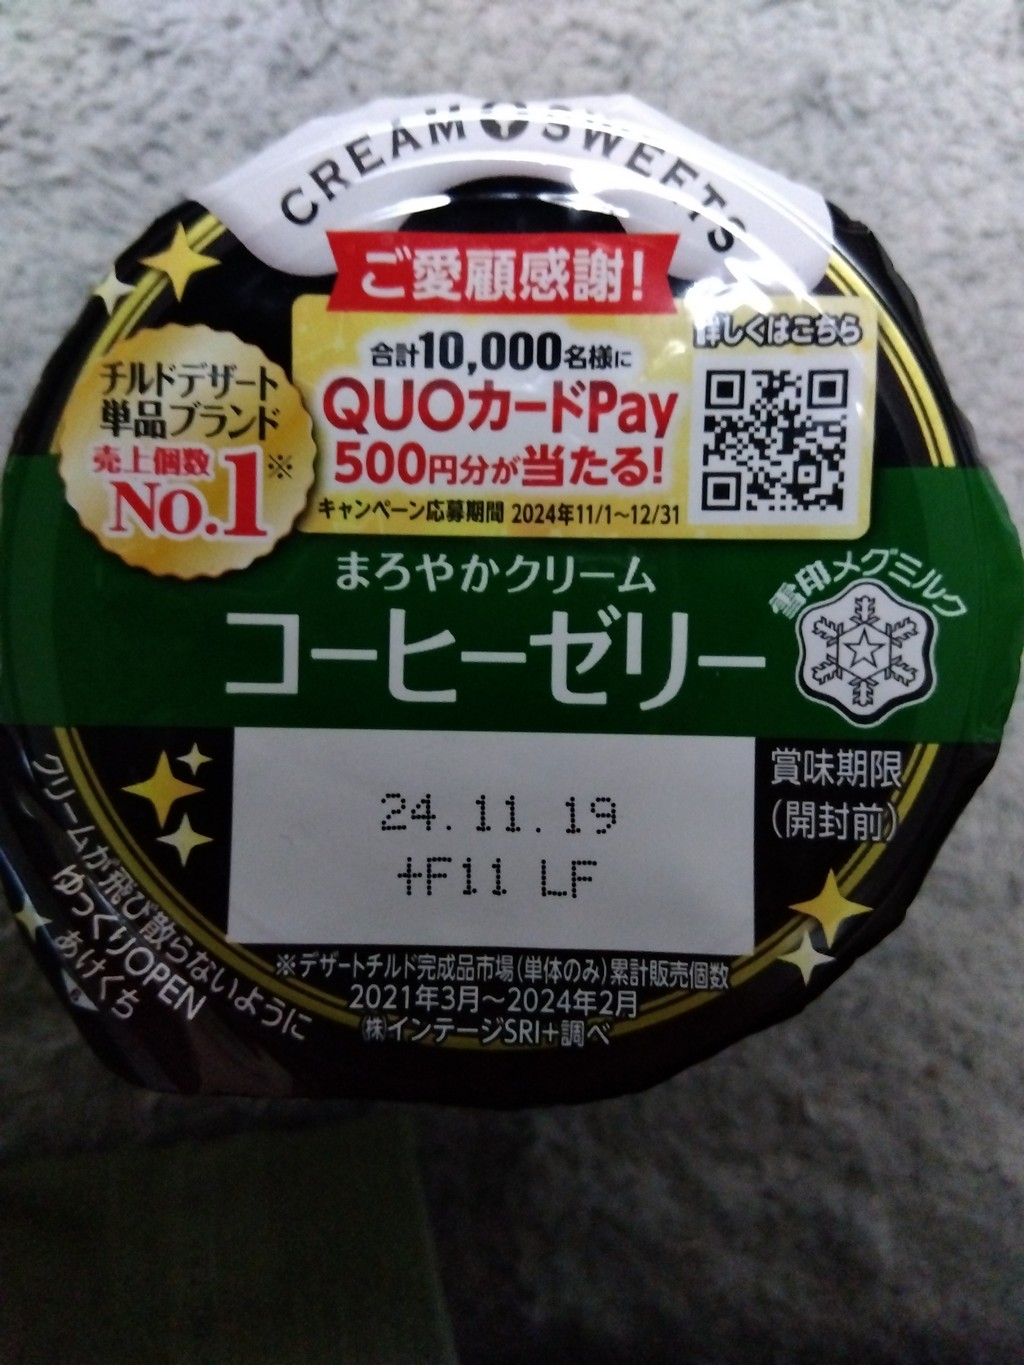 CREAM SWEETS
ご愛顧感謝!
合計10,000名様に
QUOカードPay
500円分が当たる!
キャンペーン応募期間 2024年11/1〜12/31
詳しくはこちら
チルドデザート
単品ブランド
売上個数
No.1※
まろやかクリーム
コーヒーゼリー
雪印メグミルク
24.11.19
+F11 LF
賞味期限
(開封前)
クリームが飛び散らないように
ゆっくりOPEN
あけくち
※デザートチルド完成品市場(単体のみ)累計販売個数
2021年3月〜2024年2月
㈱インテージSRI+調べ